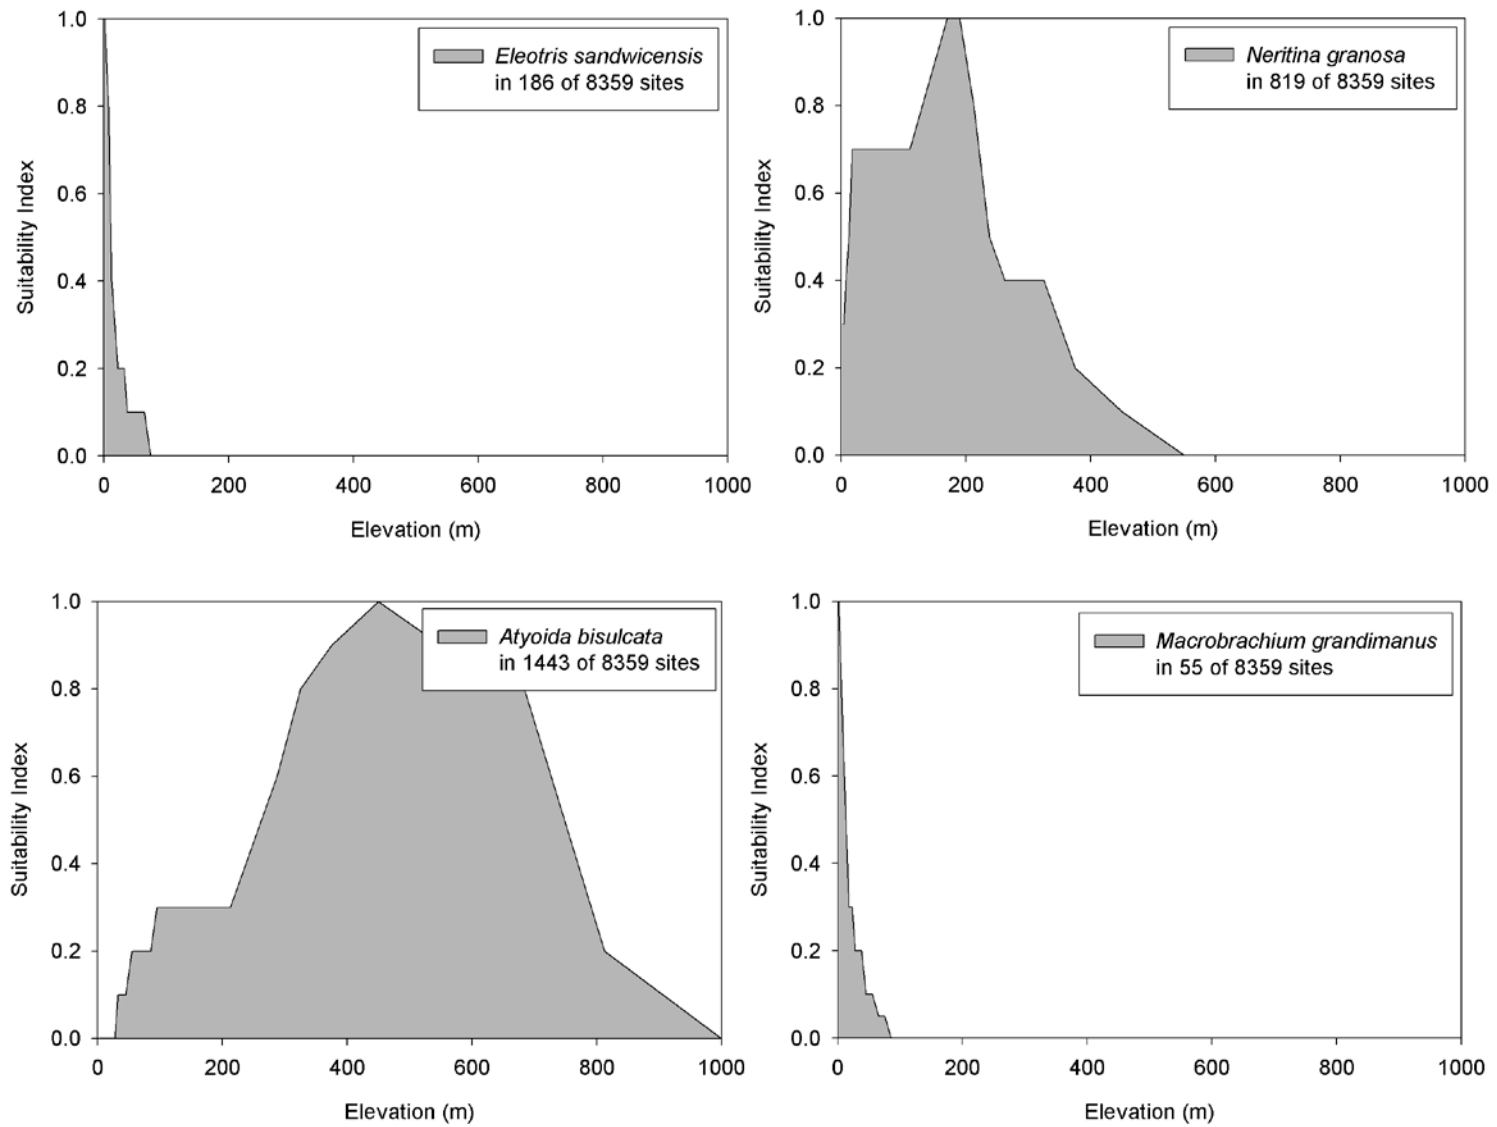 Eleotris sandwicensis
in 186 of 8359 sites
Suitability Index
1.0
0.8
0.6
0.4
0.2
0.0
0 200 400 600 800 1000
Elevation (m)
Neritina granosa
in 819 of 8359 sites
Suitability Index
1.0
0.8
0.6
0.4
0.2
0.0
0 200 400 600 800 1000
Elevation (m)
Atyoida bisulcata
in 1443 of 8359 sites
Suitability Index
1.0
0.8
0.6
0.4
0.2
0.0
0 200 400 600 800 1000
Elevation (m)
Macrobrachium grandimanus
in 55 of 8359 sites
Suitability Index
1.0
0.8
0.6
0.4
0.2
0.0
0 200 400 600 800 1000
Elevation (m)